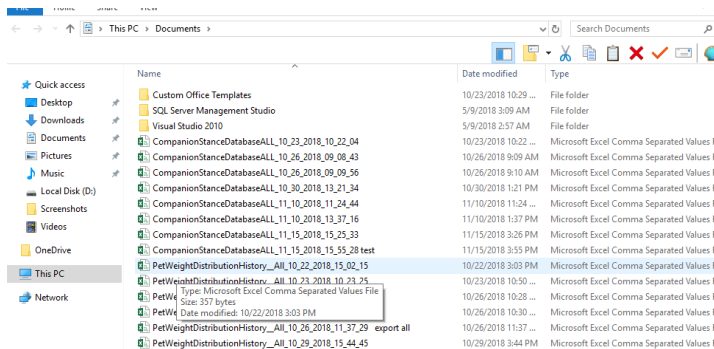 File Home Share View
This PC > Documents > Search Documents
Name Date modified Type
Quick access
Desktop
Downloads
Documents
Pictures
Music
Local Disk (D:)
Screenshots
Videos
OneDrive
This PC
Network
Custom Office Templates 10/23/2018 10:29 ... File folder
SQL Server Management Studio 5/9/2018 3:09 AM File folder
Visual Studio 2010 5/9/2018 2:57 AM File folder
CompanionStanceDatabaseALL_10_23_2018_10_22_04 10/23/2018 10:22 ... Microsoft Excel Comma Separated Values
CompanionStanceDatabaseALL_10_26_2018_09_08_43 10/26/2018 9:09 AM Microsoft Excel Comma Separated Values
CompanionStanceDatabaseALL_10_26_2018_09_09_56 10/26/2018 9:10 AM Microsoft Excel Comma Separated Values
CompanionStanceDatabaseALL_10_30_2018_13_21_34 10/30/2018 1:21 PM Microsoft Excel Comma Separated Values
CompanionStanceDatabaseALL_11_10_2018_11_24_44 11/10/2018 11:24 ... Microsoft Excel Comma Separated Values
CompanionStanceDatabaseALL_11_10_2018_13_37_16 11/10/2018 1:37 PM Microsoft Excel Comma Separated Values
CompanionStanceDatabaseALL_11_15_2018_15_25_33 11/15/2018 3:26 PM Microsoft Excel Comma Separated Values
CompanionStanceDatabaseALL_11_15_2018_15_55_28 test 11/15/2018 3:55 PM Microsoft Excel Comma Separated Values
PetWeightDistributionHistory__All_10_22_2018_15_02_15 10/22/2018 3:03 PM Microsoft Excel Comma Separated Values
PetWeightDistributionHistory__All_10_23_2018_10_23_25 10/23/2018 10:50 ... Microsoft Excel Comma Separated Values
PetWe 10/26/2018 10:28 ... Microsoft Excel Comma Separated Values
PetWe 10/26/2018 10:30 ... Microsoft Excel Comma Separated Values
Type: Microsoft Excel Comma Separated Values File
Size: 357 bytes
Date modified: 10/22/2018 3:03 PM
PetWeightDistributionHistory__All_10_26_2018_11_37_29 export all 10/26/2018 11:37 ... Microsoft Excel Comma Separated Values
PetWeightDistributionHistory__All_10_29_2018_15_44_45 10/29/2018 3:44 PM Microsoft Excel Comma Separated Values